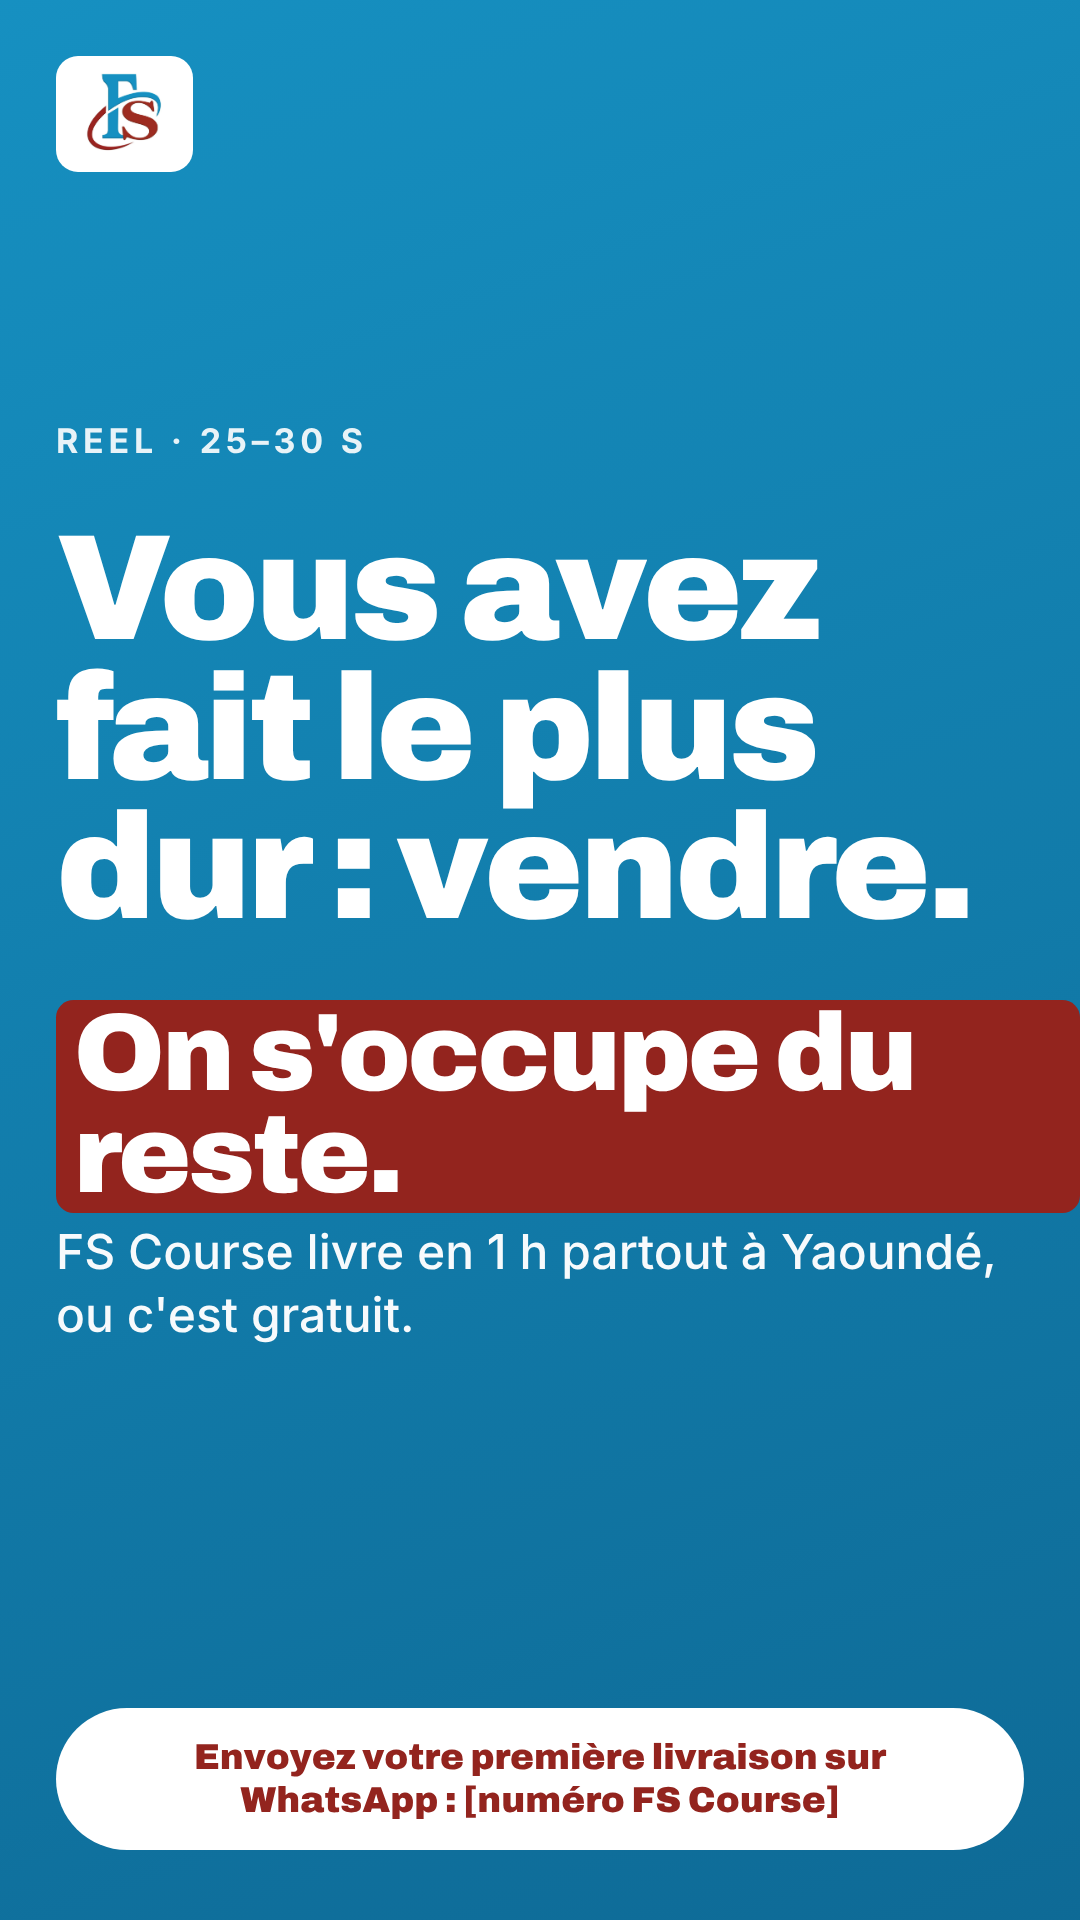 FS
REEL · 25–30 S
Vous avez
fait le plus
dur : vendre.
On s'occupe du
reste.
FS Course livre en 1 h partout à Yaoundé,
ou c'est gratuit.
Envoyez votre première livraison sur
WhatsApp : [numéro FS Course]